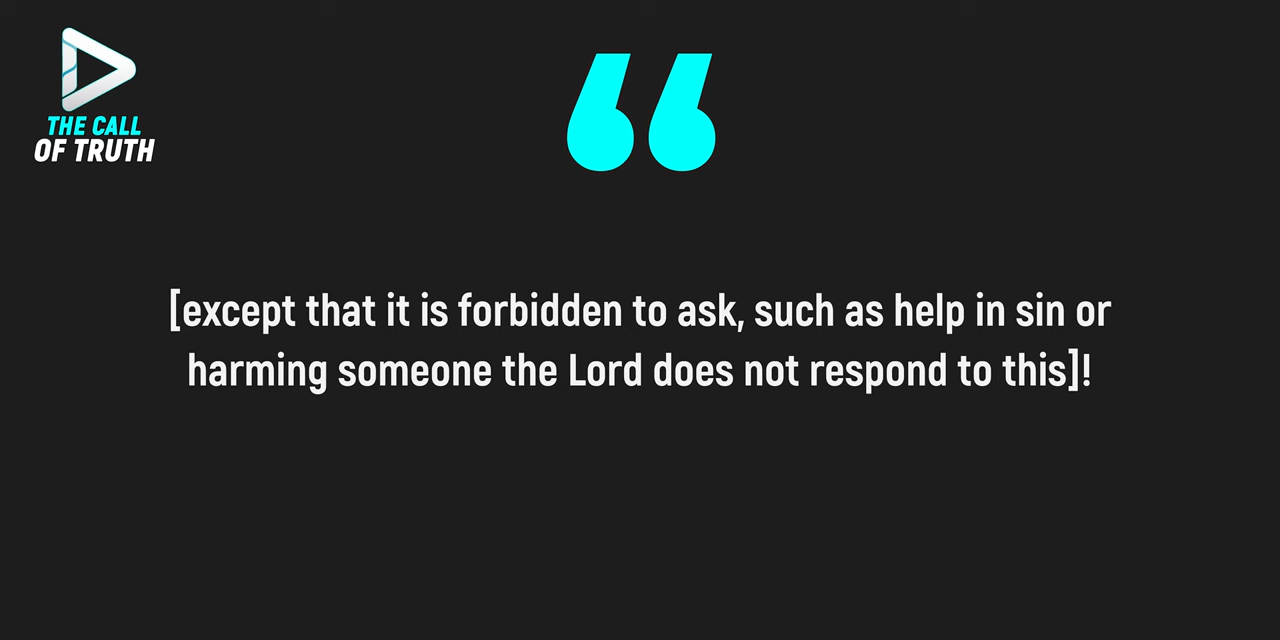 THE CALL
OF TRUTH
“
[except that it is forbidden to ask, such as help in sin or
harming someone the Lord does not respond to this]!